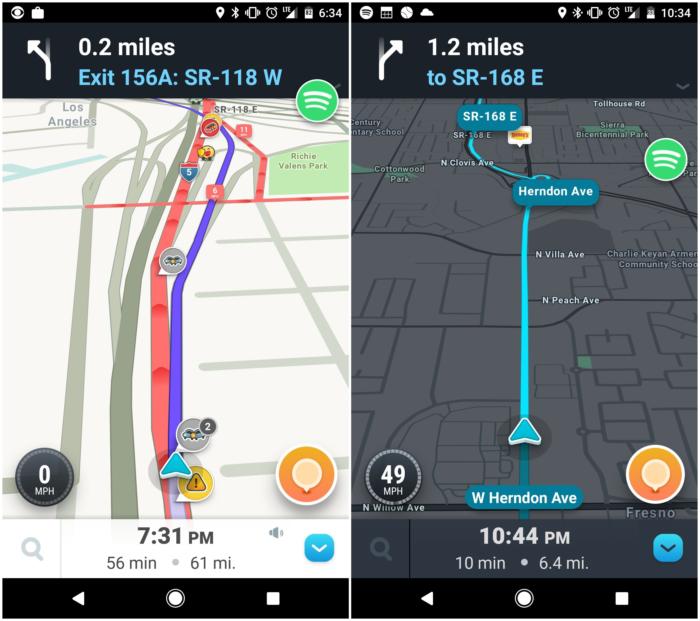 6:34
0.2 miles
Exit 156A: SR-118 W
Los
Angeles
SR-118 E
11
5
Richie
Valens Park
6
2
0
MPH
7:31 PM
56 min • 61 mi.
10:34
1.2 miles
to SR-168 E
Tollhouse Rd
SR-168 E
Century
entary School
SR-168 E
Sierra
Bicentennial Park
N Clovis Ave
Cottonwood
Park
Herndon Ave
N Villa Ave
Charlie Keyan Armen
Community Schoo
N Peach Ave
49
MPH
W Herndon Ave
N Willow Ave
Fresno
10:44 PM
10 min • 6.4 mi.